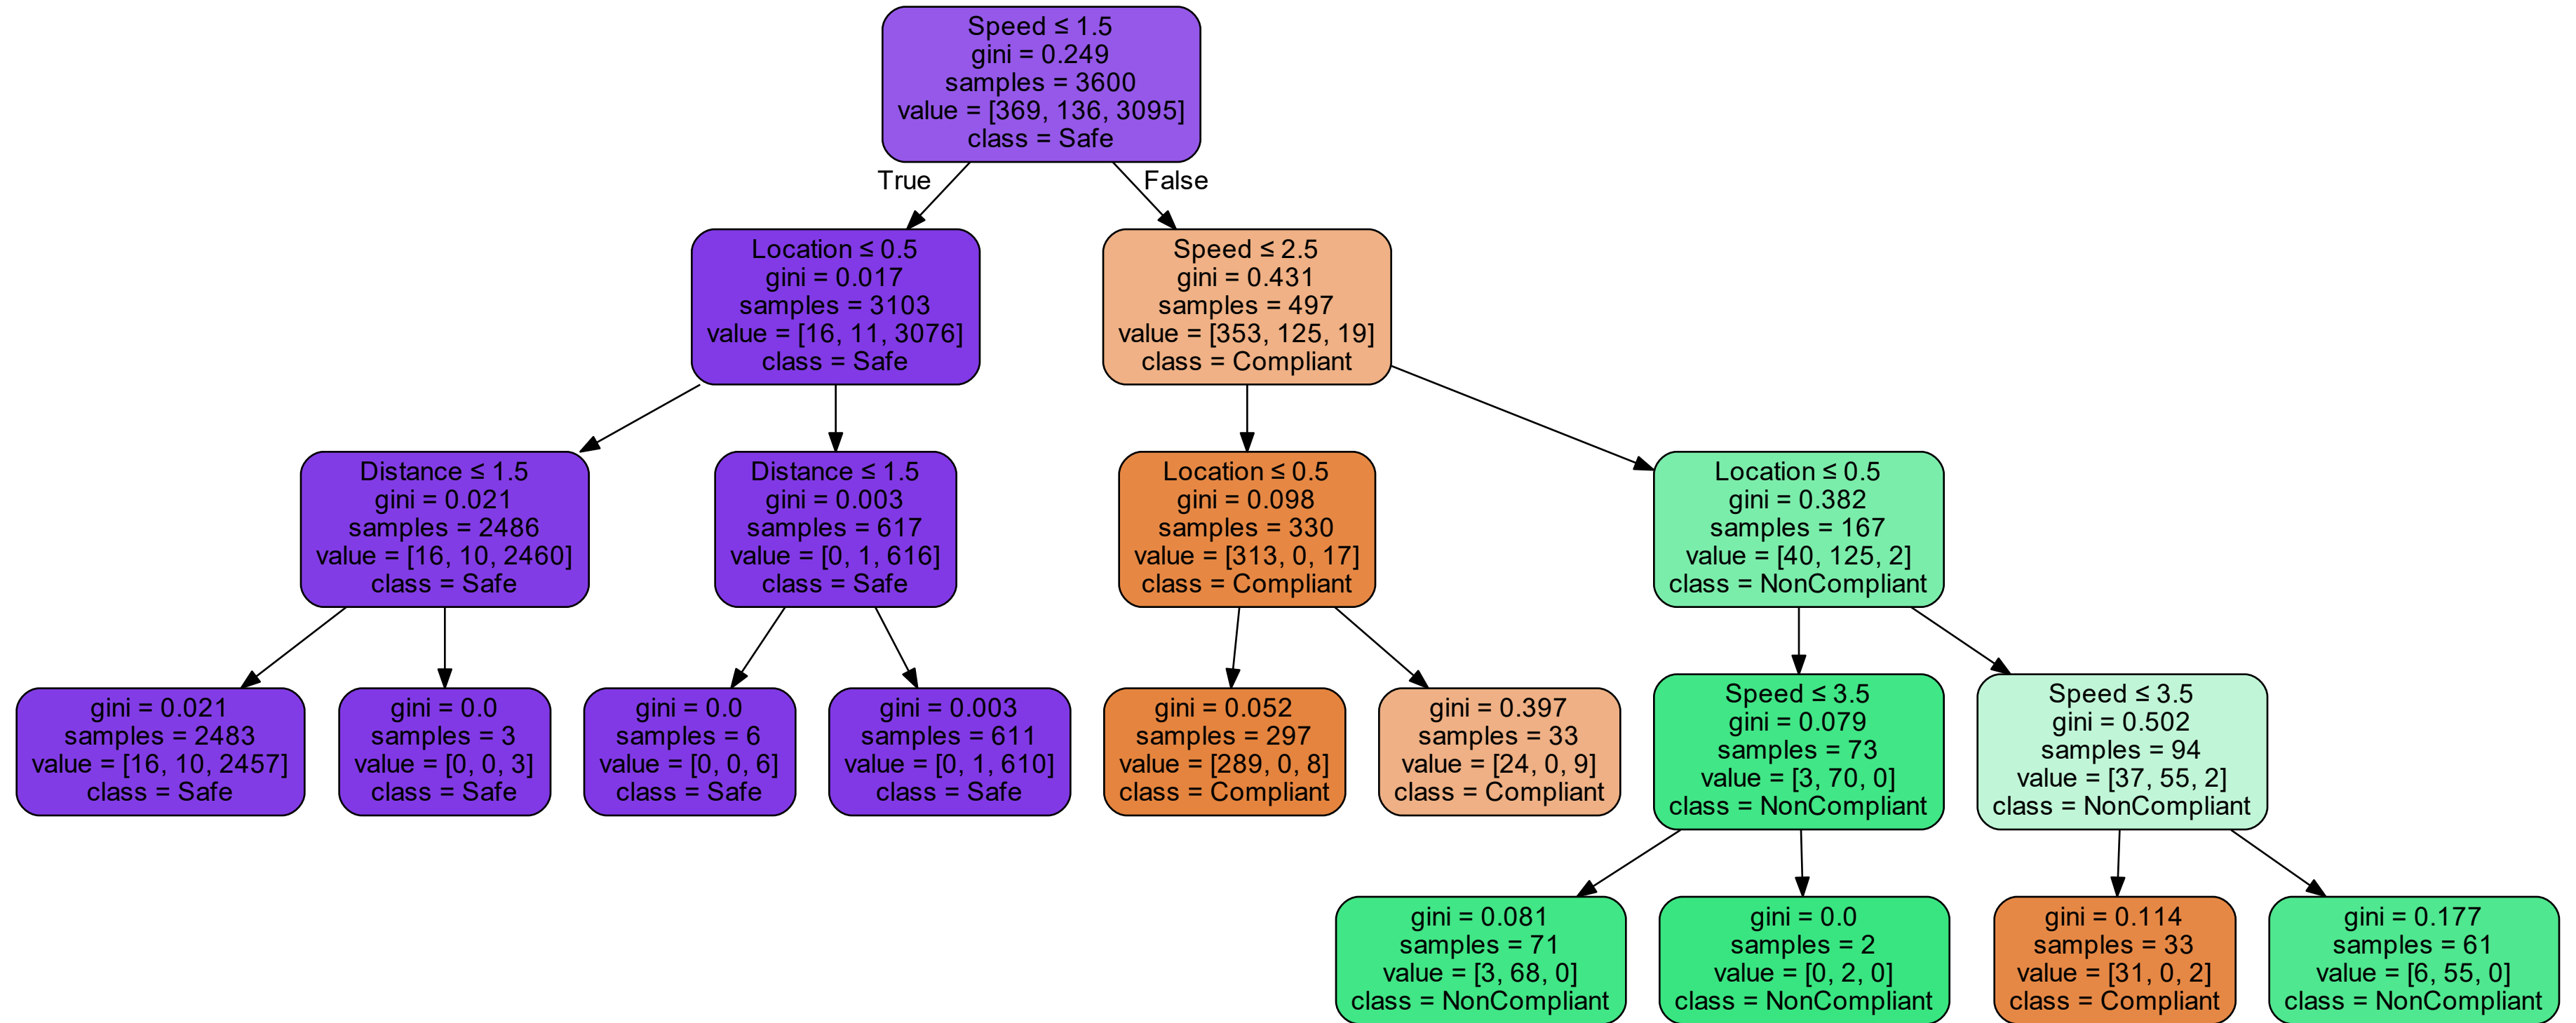 Speed ≤ 1.5
gini = 0.249
samples = 3600
value = [369, 136, 3095]
class = Safe
True
False
Location ≤ 0.5
gini = 0.017
samples = 3103
value = [16, 11, 3076]
class = Safe
Speed ≤ 2.5
gini = 0.431
samples = 497
value = [353, 125, 19]
class = Compliant
Distance ≤ 1.5
gini = 0.021
samples = 2486
value = [16, 10, 2460]
class = Safe
Distance ≤ 1.5
gini = 0.003
samples = 617
value = [0, 1, 616]
class = Safe
Location ≤ 0.5
gini = 0.098
samples = 330
value = [313, 0, 17]
class = Compliant
Location ≤ 0.5
gini = 0.382
samples = 167
value = [40, 125, 2]
class = NonCompliant
gini = 0.021
samples = 2483
value = [16, 10, 2457]
class = Safe
gini = 0.0
samples = 3
value = [0, 0, 3]
class = Safe
gini = 0.0
samples = 6
value = [0, 0, 6]
class = Safe
gini = 0.003
samples = 611
value = [0, 1, 610]
class = Safe
gini = 0.052
samples = 297
value = [289, 0, 8]
class = Compliant
gini = 0.397
samples = 33
value = [24, 0, 9]
class = Compliant
Speed ≤ 3.5
gini = 0.079
samples = 73
value = [3, 70, 0]
class = NonCompliant
Speed ≤ 3.5
gini = 0.502
samples = 94
value = [37, 55, 2]
class = NonCompliant
gini = 0.081
samples = 71
value = [3, 68, 0]
class = NonCompliant
gini = 0.0
samples = 2
value = [0, 2, 0]
class = NonCompliant
gini = 0.114
samples = 33
value = [31, 0, 2]
class = Compliant
gini = 0.177
samples = 61
value = [6, 55, 0]
class = NonCompliant